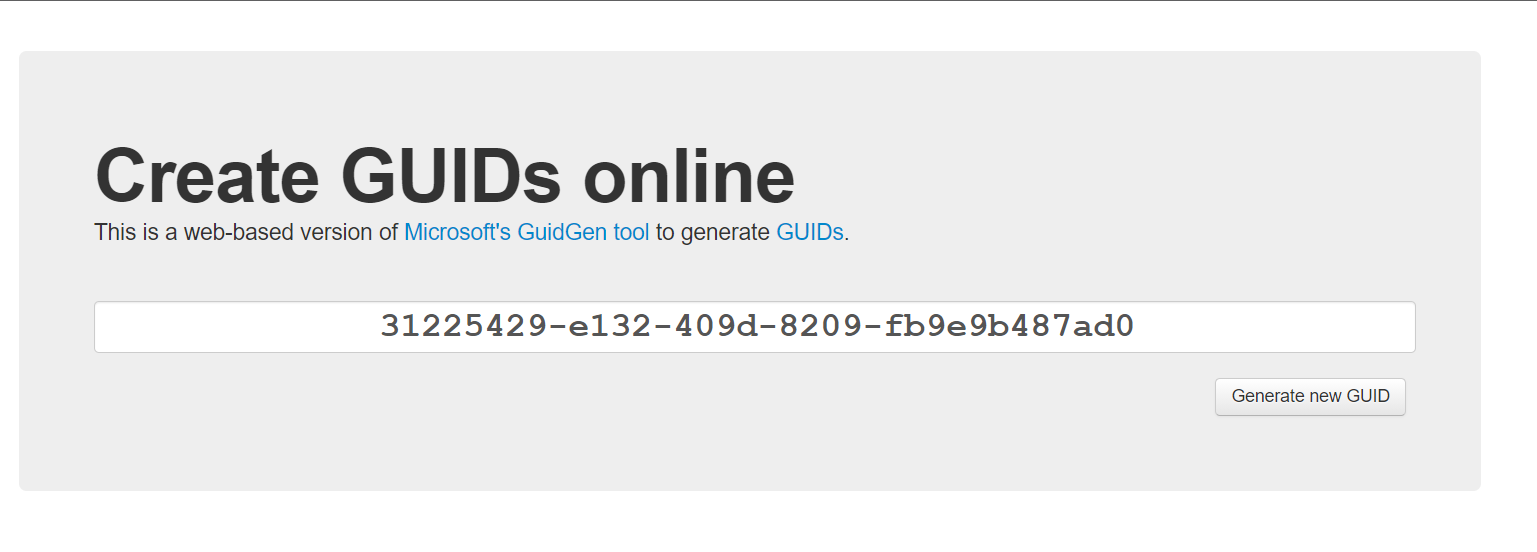 Create GUIDs online
This is a web-based version of Microsoft's GuidGen tool to generate GUIDs.
31225429-e132-409d-8209-fb9e9b487ad0
Generate new GUID